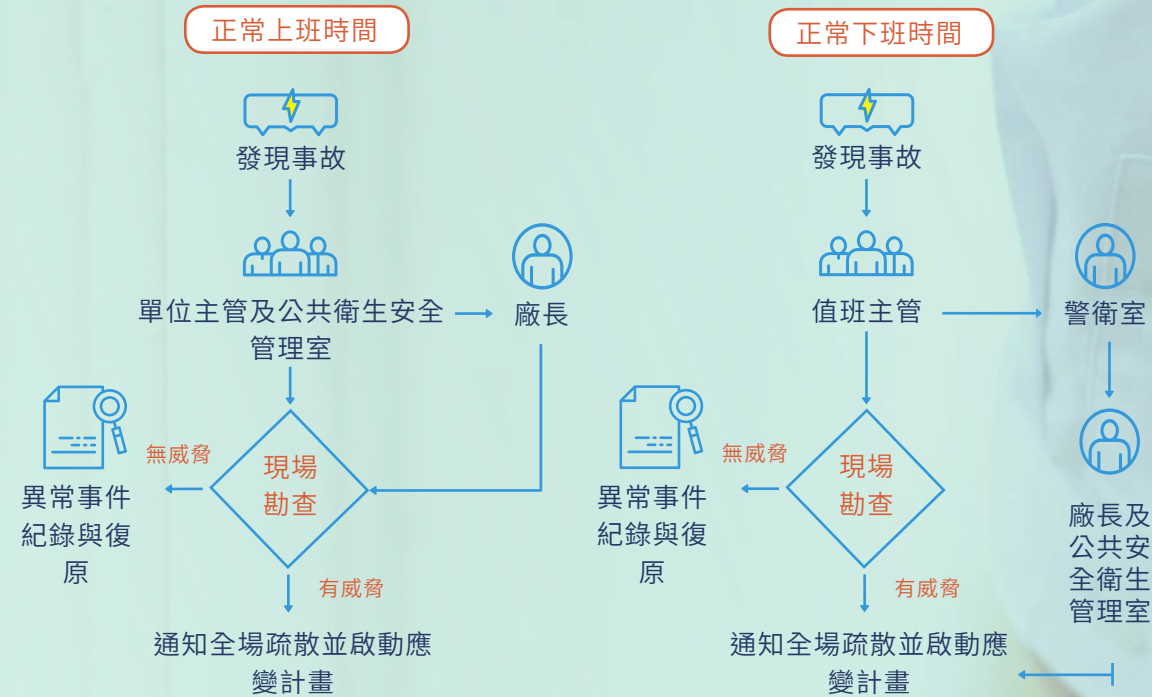 正常上班時間
發現事故
單位主管及公共衛生安全
管理室
廠長
現場
勘查
無威脅
異常事件
紀錄與復
原
有威脅
通知全場疏散並啟動應
變計畫
正常下班時間
發現事故
值班主管
警衛室
現場
勘查
無威脅
異常事件
紀錄與復
原
廠長及
公共安
全衛生
管理室
有威脅
通知全場疏散並啟動應
變計畫